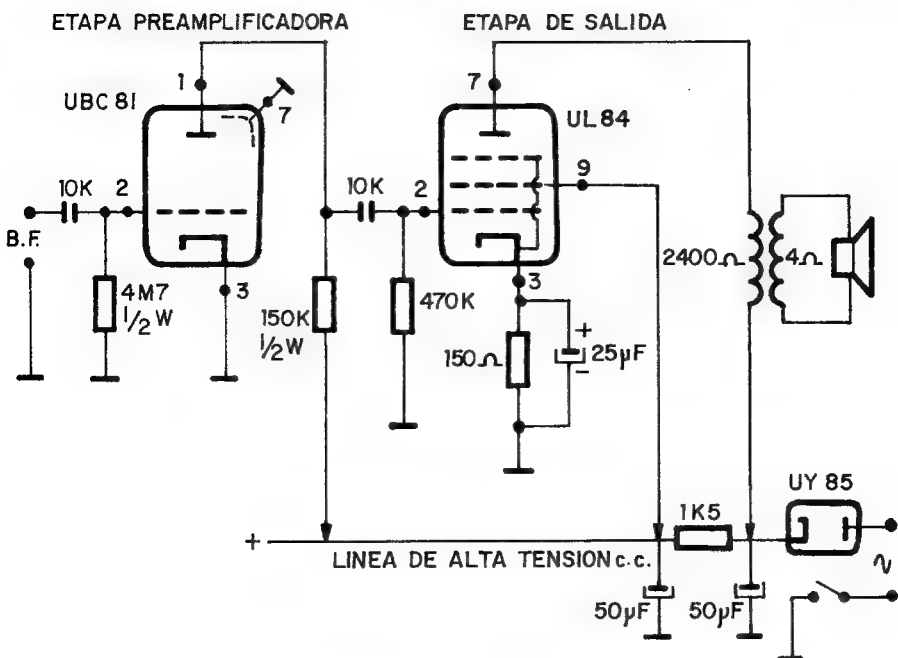 ETAPA PREAMPLIFICADORA
ETAPA DE SALIDA
UBC 81
1
7
7
UL 84
10K
2
10K
2
9
B.F.
3
3
4M7
1/2 W
150K
1/2 W
470K
150Ω
+
25µF
-
2400Ω
4Ω
UY 85
1K5
+
LINEA DE ALTA TENSION c.c.
∿
50µF
50µF